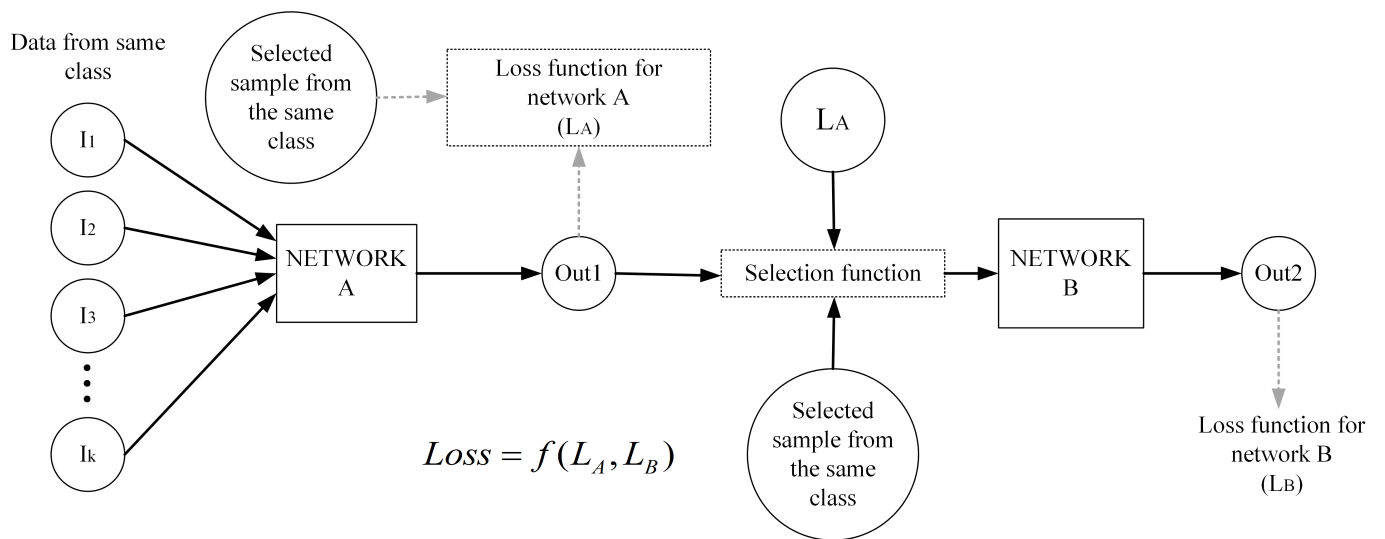 Data from same
class
I1
I2
I3
Ik
Selected
sample from
the same
class
Loss function for
network A
(LA)
NETWORK
A
Out1
LA
Selection function
Selected
sample from
the same
class
NETWORK
B
Out2
Loss function for
network B
(LB)
Loss = f(LA, LB)